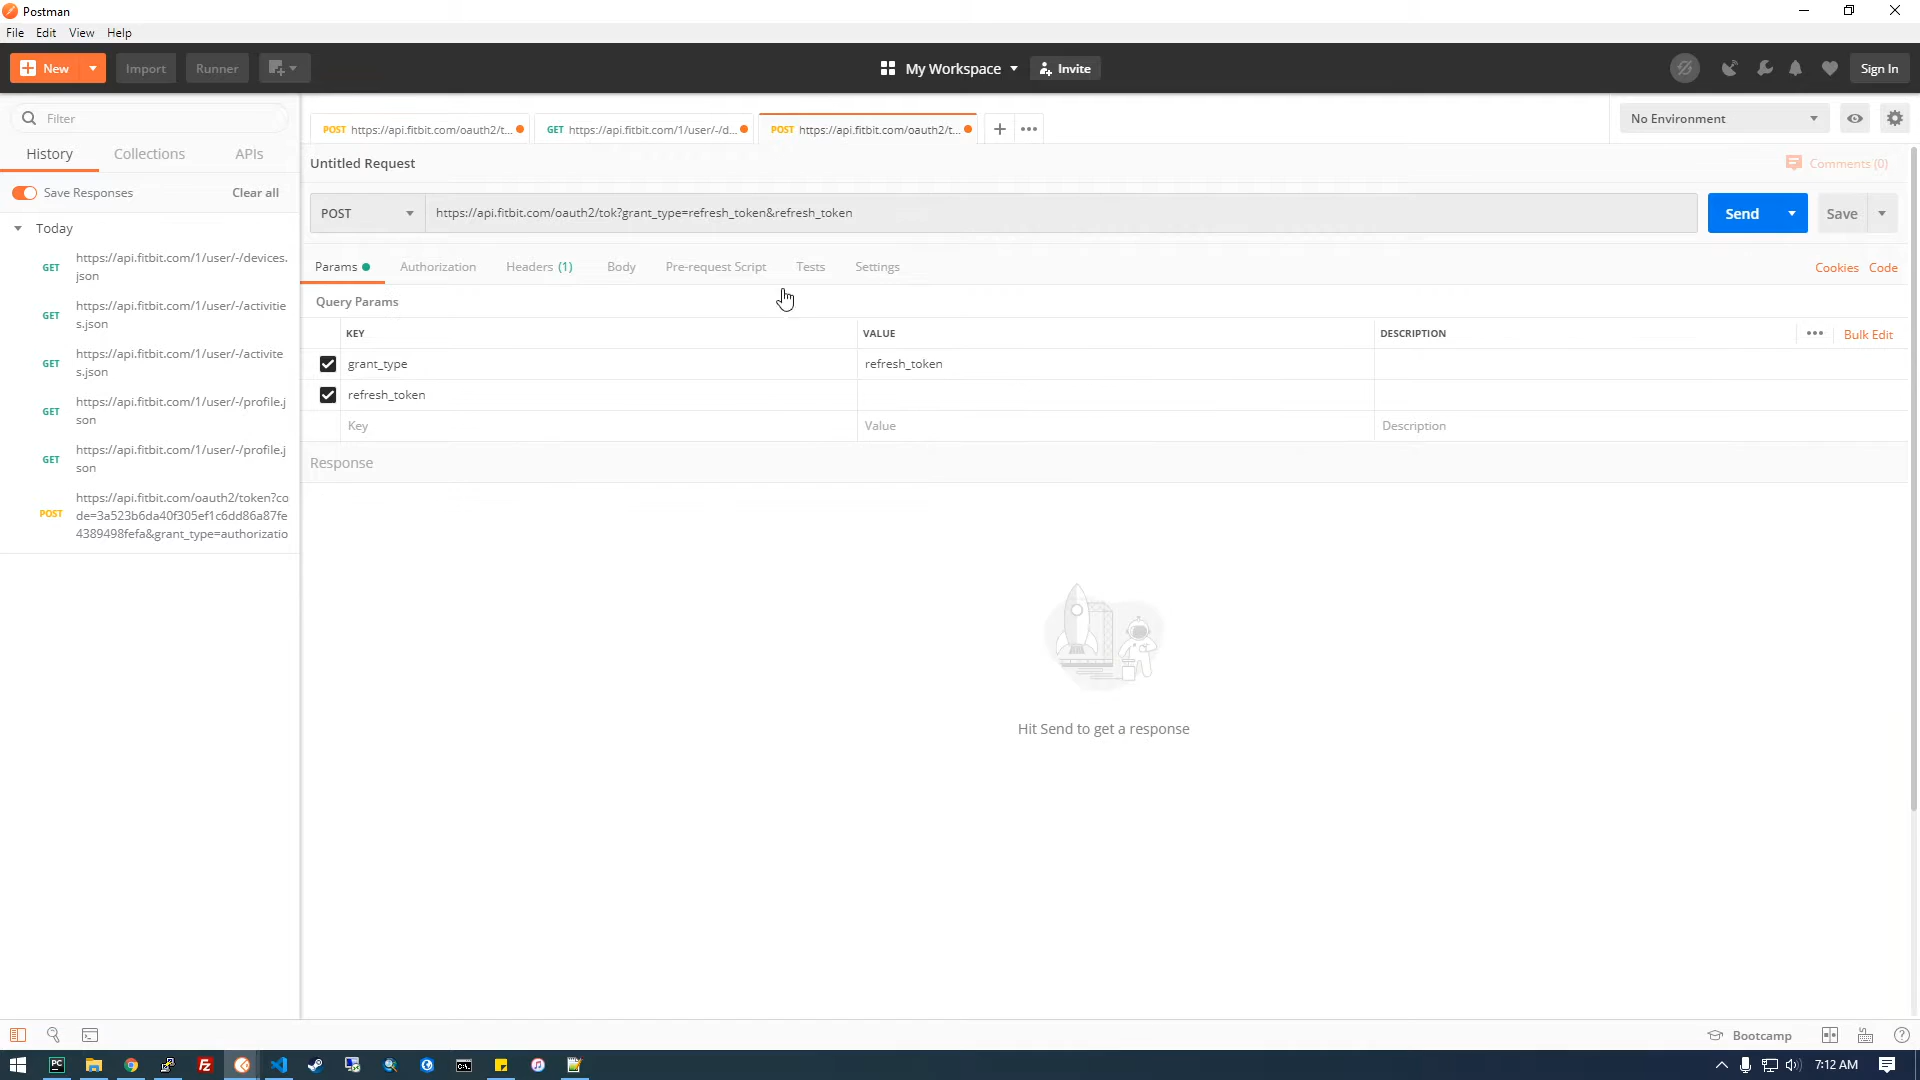 Postman
File Edit View Help
New Import Runner My Workspace Invite Sign In
Filter
History Collections APIs
Save Responses Clear all
Today
GET https://api.fitbit.com/1/user/-/devices.
json
GET https://api.fitbit.com/1/user/-/activitie
s.json
GET https://api.fitbit.com/1/user/-/activite
s.json
GET https://api.fitbit.com/1/user/-/profile.j
son
GET https://api.fitbit.com/1/user/-/profile.j
son
POST https://api.fitbit.com/oauth2/token?co
de=3a523b6da40f305ef1c6dd86a87fe
4389498fefa&grant_type=authorizatio
POST https://api.fitbit.com/oauth2/t... GET https://api.fitbit.com/1/user/-/d... POST https://api.fitbit.com/oauth2/t...
No Environment
Untitled Request Comments (0)
POST https://api.fitbit.com/oauth2/tok?grant_type=refresh_token&refresh_token Send Save
Params Authorization Headers (1) Body Pre-request Script Tests Settings Cookies Code
Query Params
KEY VALUE DESCRIPTION Bulk Edit
grant_type refresh_token
refresh_token
Key Value Description
Response
Hit Send to get a response
Bootcamp
7:12 AM